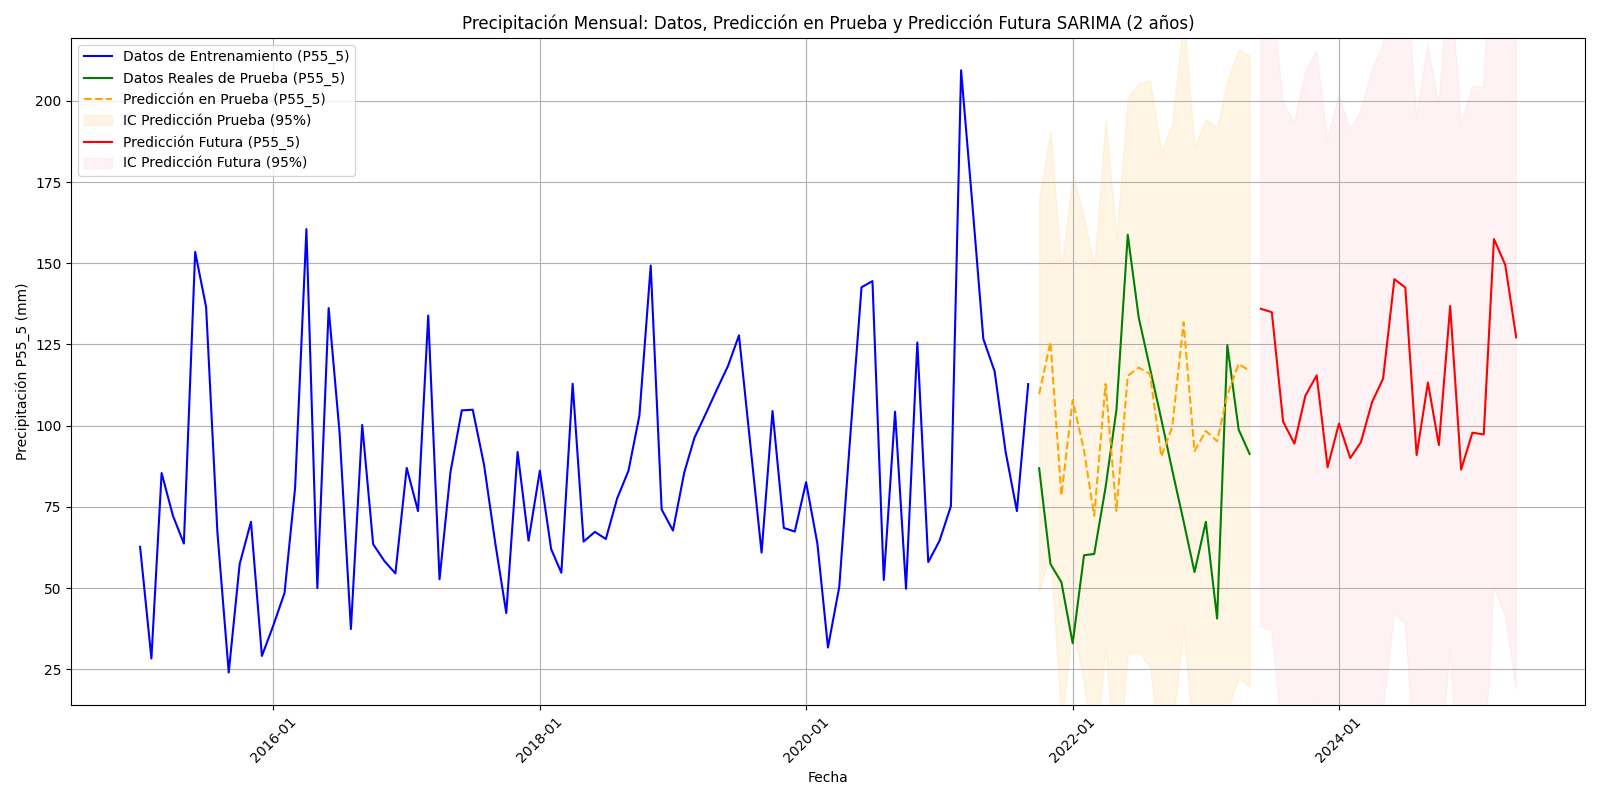 Precipitación Mensual: Datos, Predicción en Prueba y Predicción Futura SARIMA (2 años)
Datos de Entrenamiento (P55_5)
Datos Reales de Prueba (P55_5)
Predicción en Prueba (P55_5)
IC Predicción Prueba (95%)
Predicción Futura (P55_5)
IC Predicción Futura (95%)
Precipitación P55_5 (mm)
200
175
150
125
100
75
50
25
2016-01
2018-01
2020-01
2022-01
2024-01
Fecha